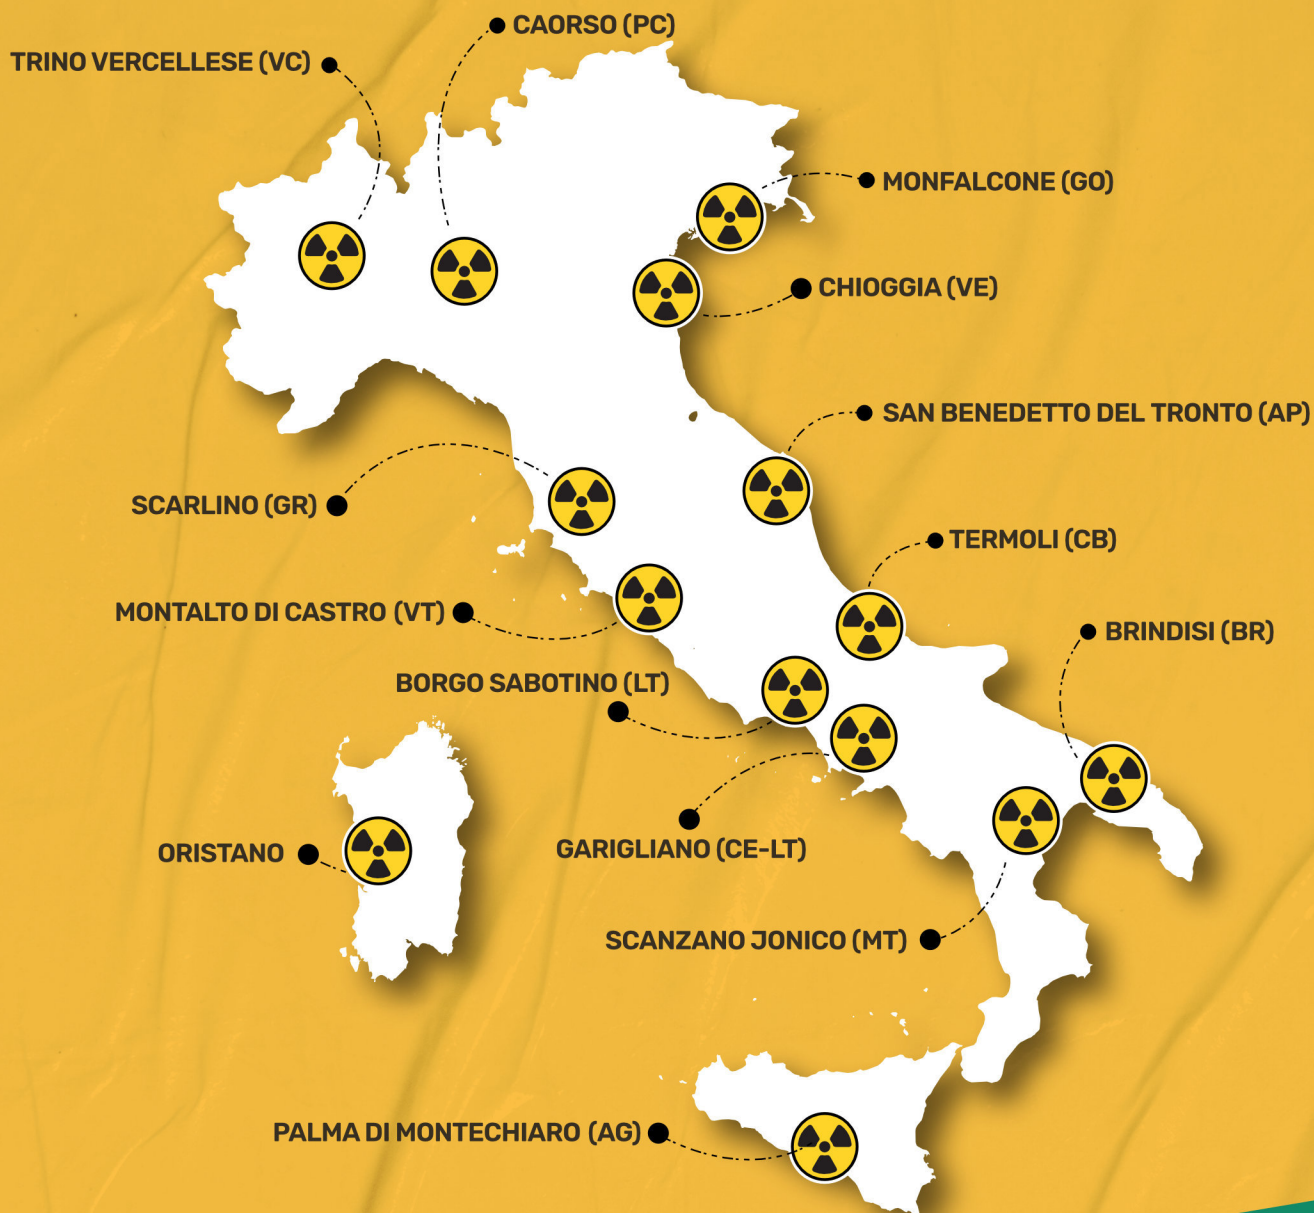 CAORSO (PC)
TRINO VERCELLESE (VC)
MONFALCONE (GO)
CHIOGGIA (VE)
SAN BENEDETTO DEL TRONTO (AP)
SCARLINO (GR)
TERMOLI (CB)
MONTALTO DI CASTRO (VT)
BRINDISI (BR)
BORGO SABOTINO (LT)
GARIGLIANO (CE-LT)
ORISTANO
SCANZANO JONICO (MT)
PALMA DI MONTECHIARO (AG)